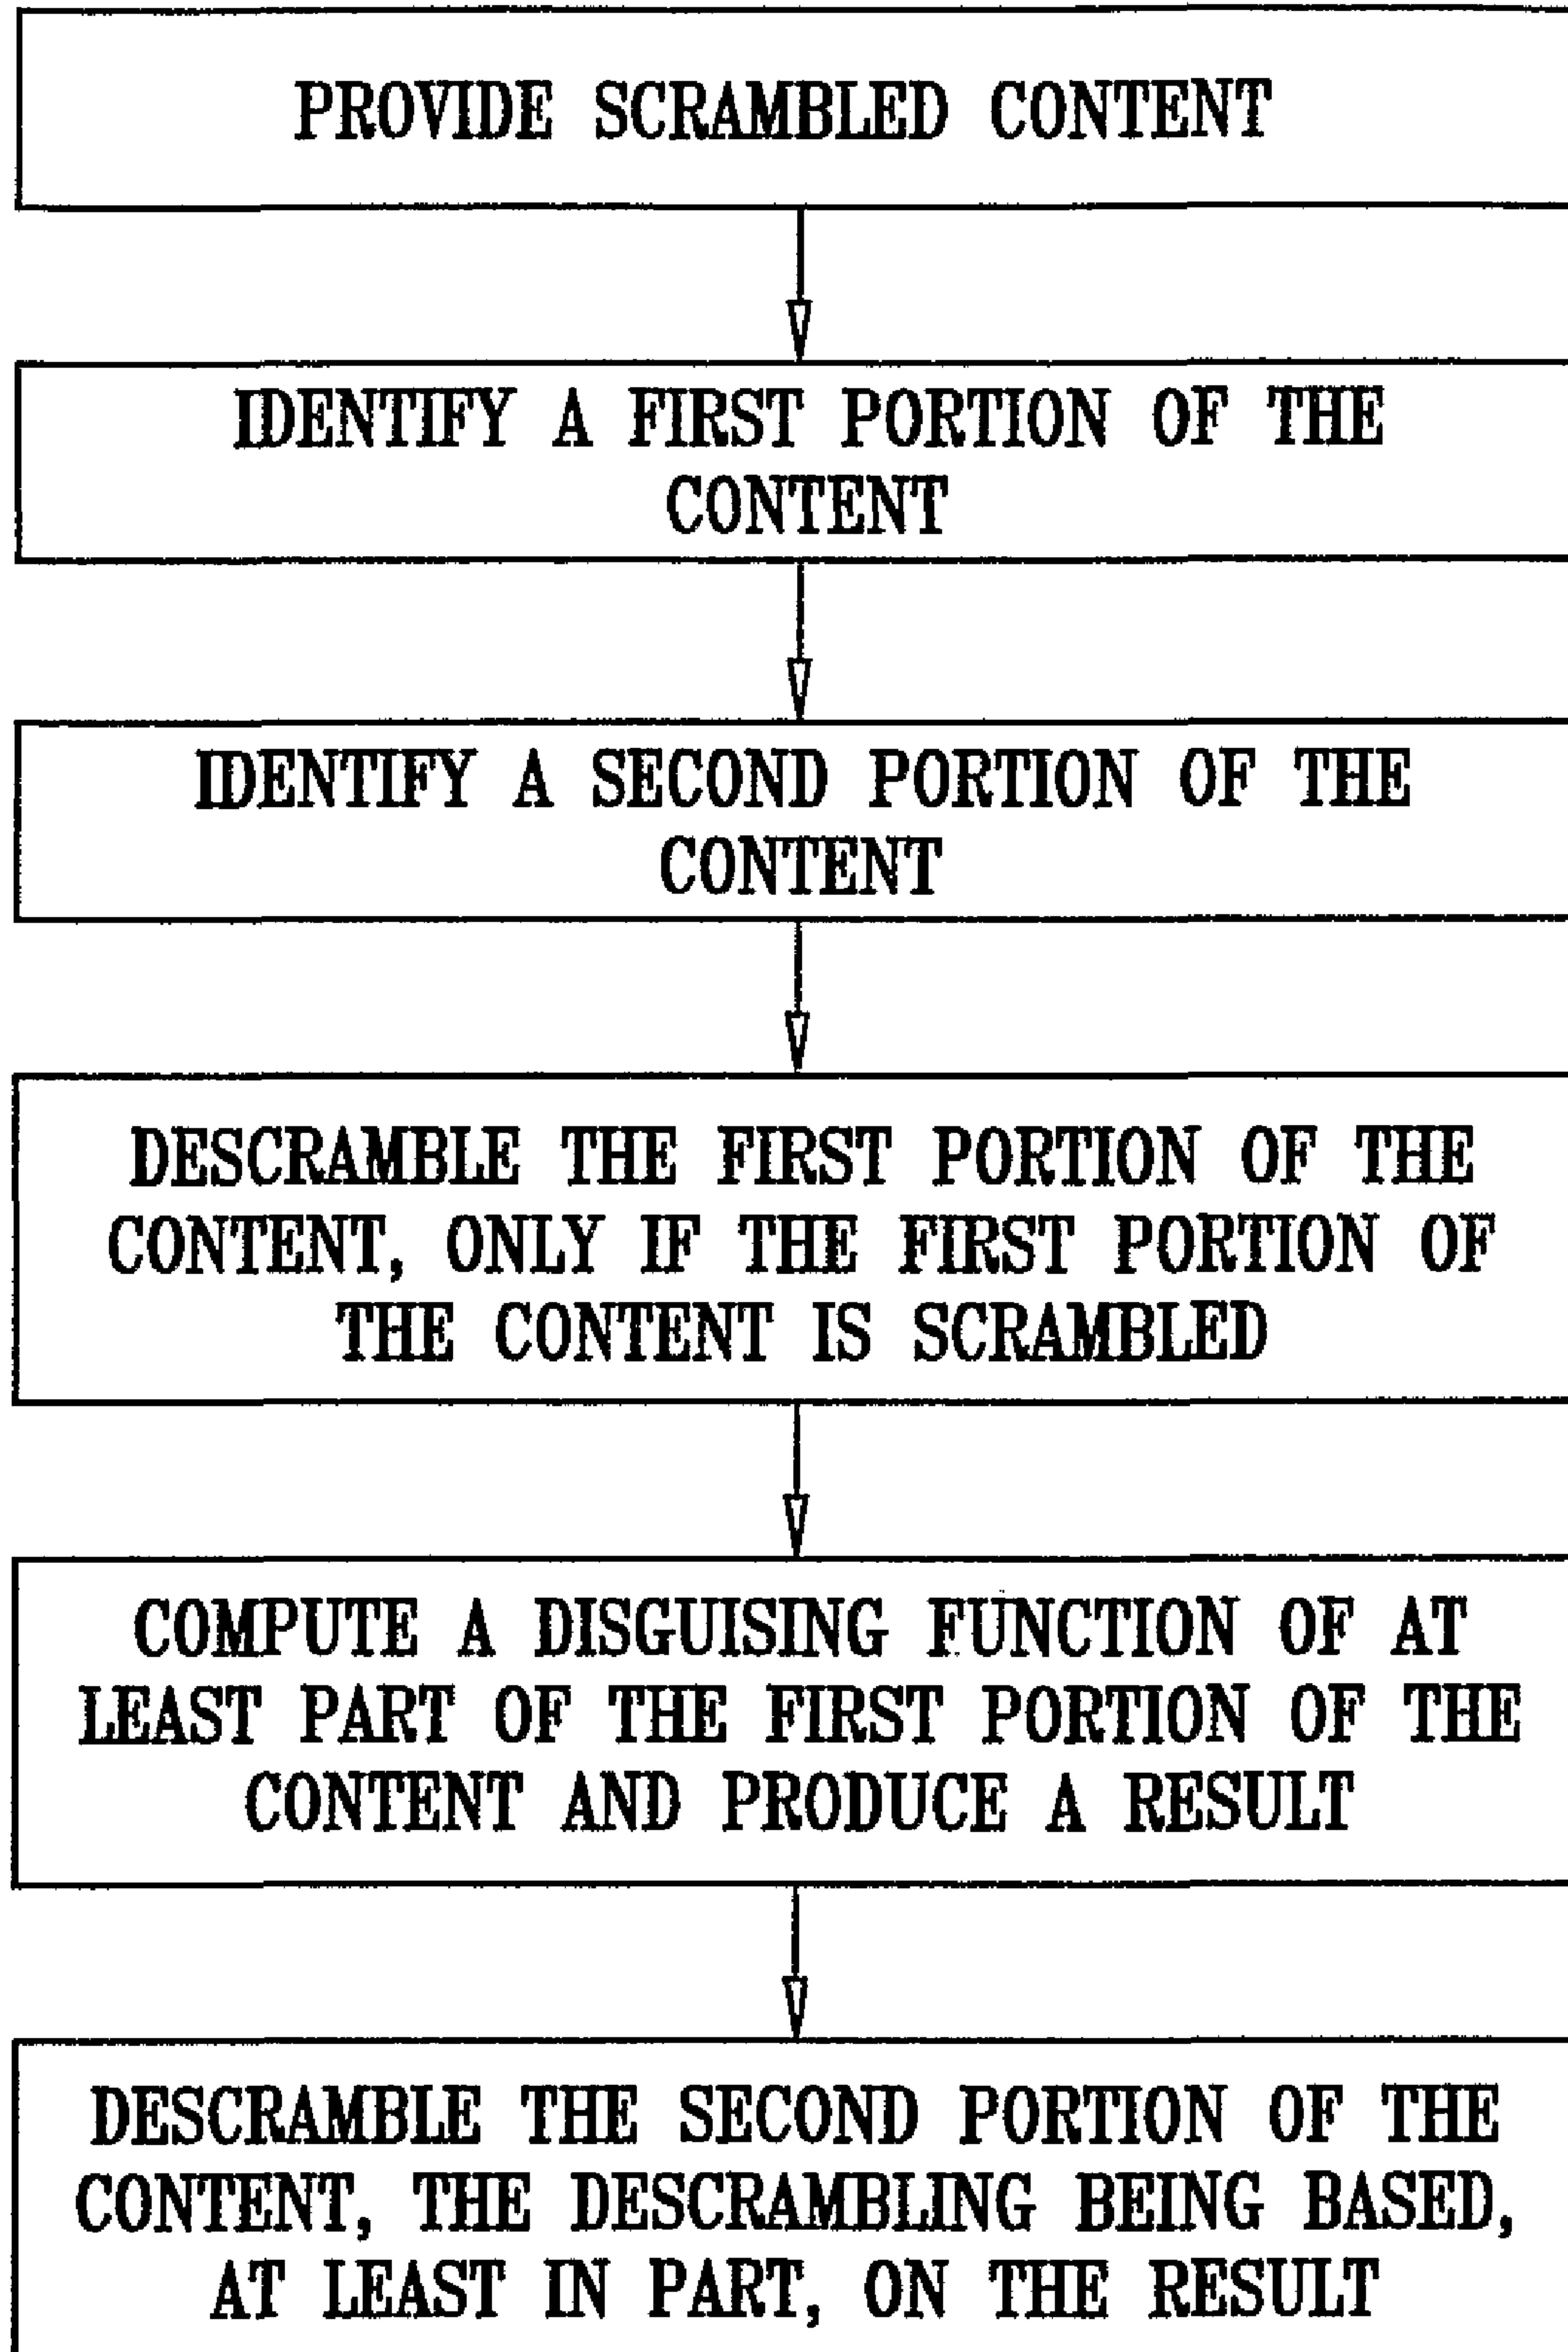 PROVIDE SCRAMBLED CONTENT
IDENTIFY A FIRST PORTION OF THE
CONTENT
IDENTIFY A SECOND PORTION OF THE
CONTENT
DESCRAMBLE THE FIRST PORTION OF THE
CONTENT, ONLY IF THE FIRST PORTION OF
THE CONTENT IS SCRAMBLED
COMPUTE A DISGUISING FUNCTION OF AT
LEAST PART OF THE FIRST PORTION OF THE
CONTENT AND PRODUCE A RESULT
DESCRAMBLE THE SECOND PORTION OF THE
CONTENT, THE DESCRAMBLING BEING BASED,
AT LEAST IN PART, ON THE RESULT